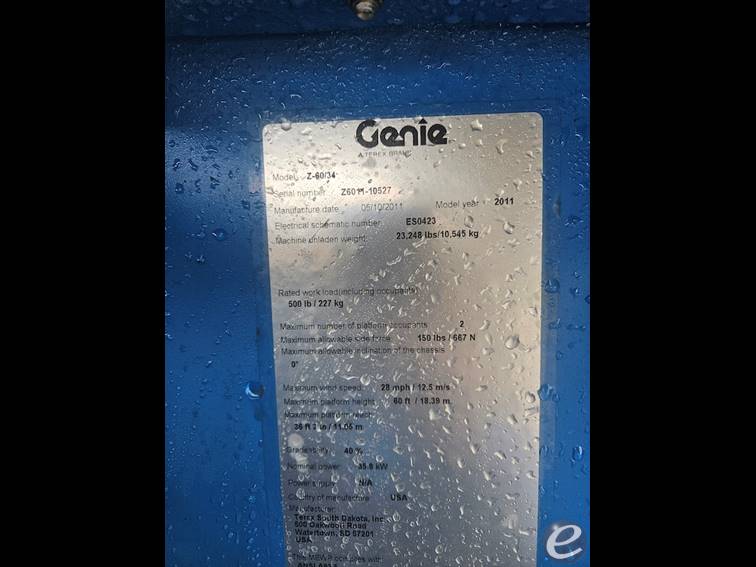 Genie
A TEREX BRAND
Model: Z-60/34
Serial number: Z6011-10527
Manufacture date: 05/10/2011 Model year: 2011
Electrical schematic number: ES0423
Machine unladen weight: 23,248 lbs/10,545 kg
Rated work load(including occupants):
500 lb / 227 kg
Maximum number of platform occupants: 2
Maximum allowable side force: 150 lbs / 667 N
Maximum allowable inclination of the chassis:
0°
Maximum wind speed: 28 mph / 12.5 m/s
Maximum platform height: 60 ft / 18.39 m
Maximum platform reach:
36 ft 3 in / 11.05 m
Gradeability: 40 %
Nominal power: 35.8 kW
Power supply: N/A
Country of manufacture: USA
Manufacturer:
Terex South Dakota, Inc
500 Oakwood Road
Watertown, SD 57201
USA
This MEWP complies with:
e